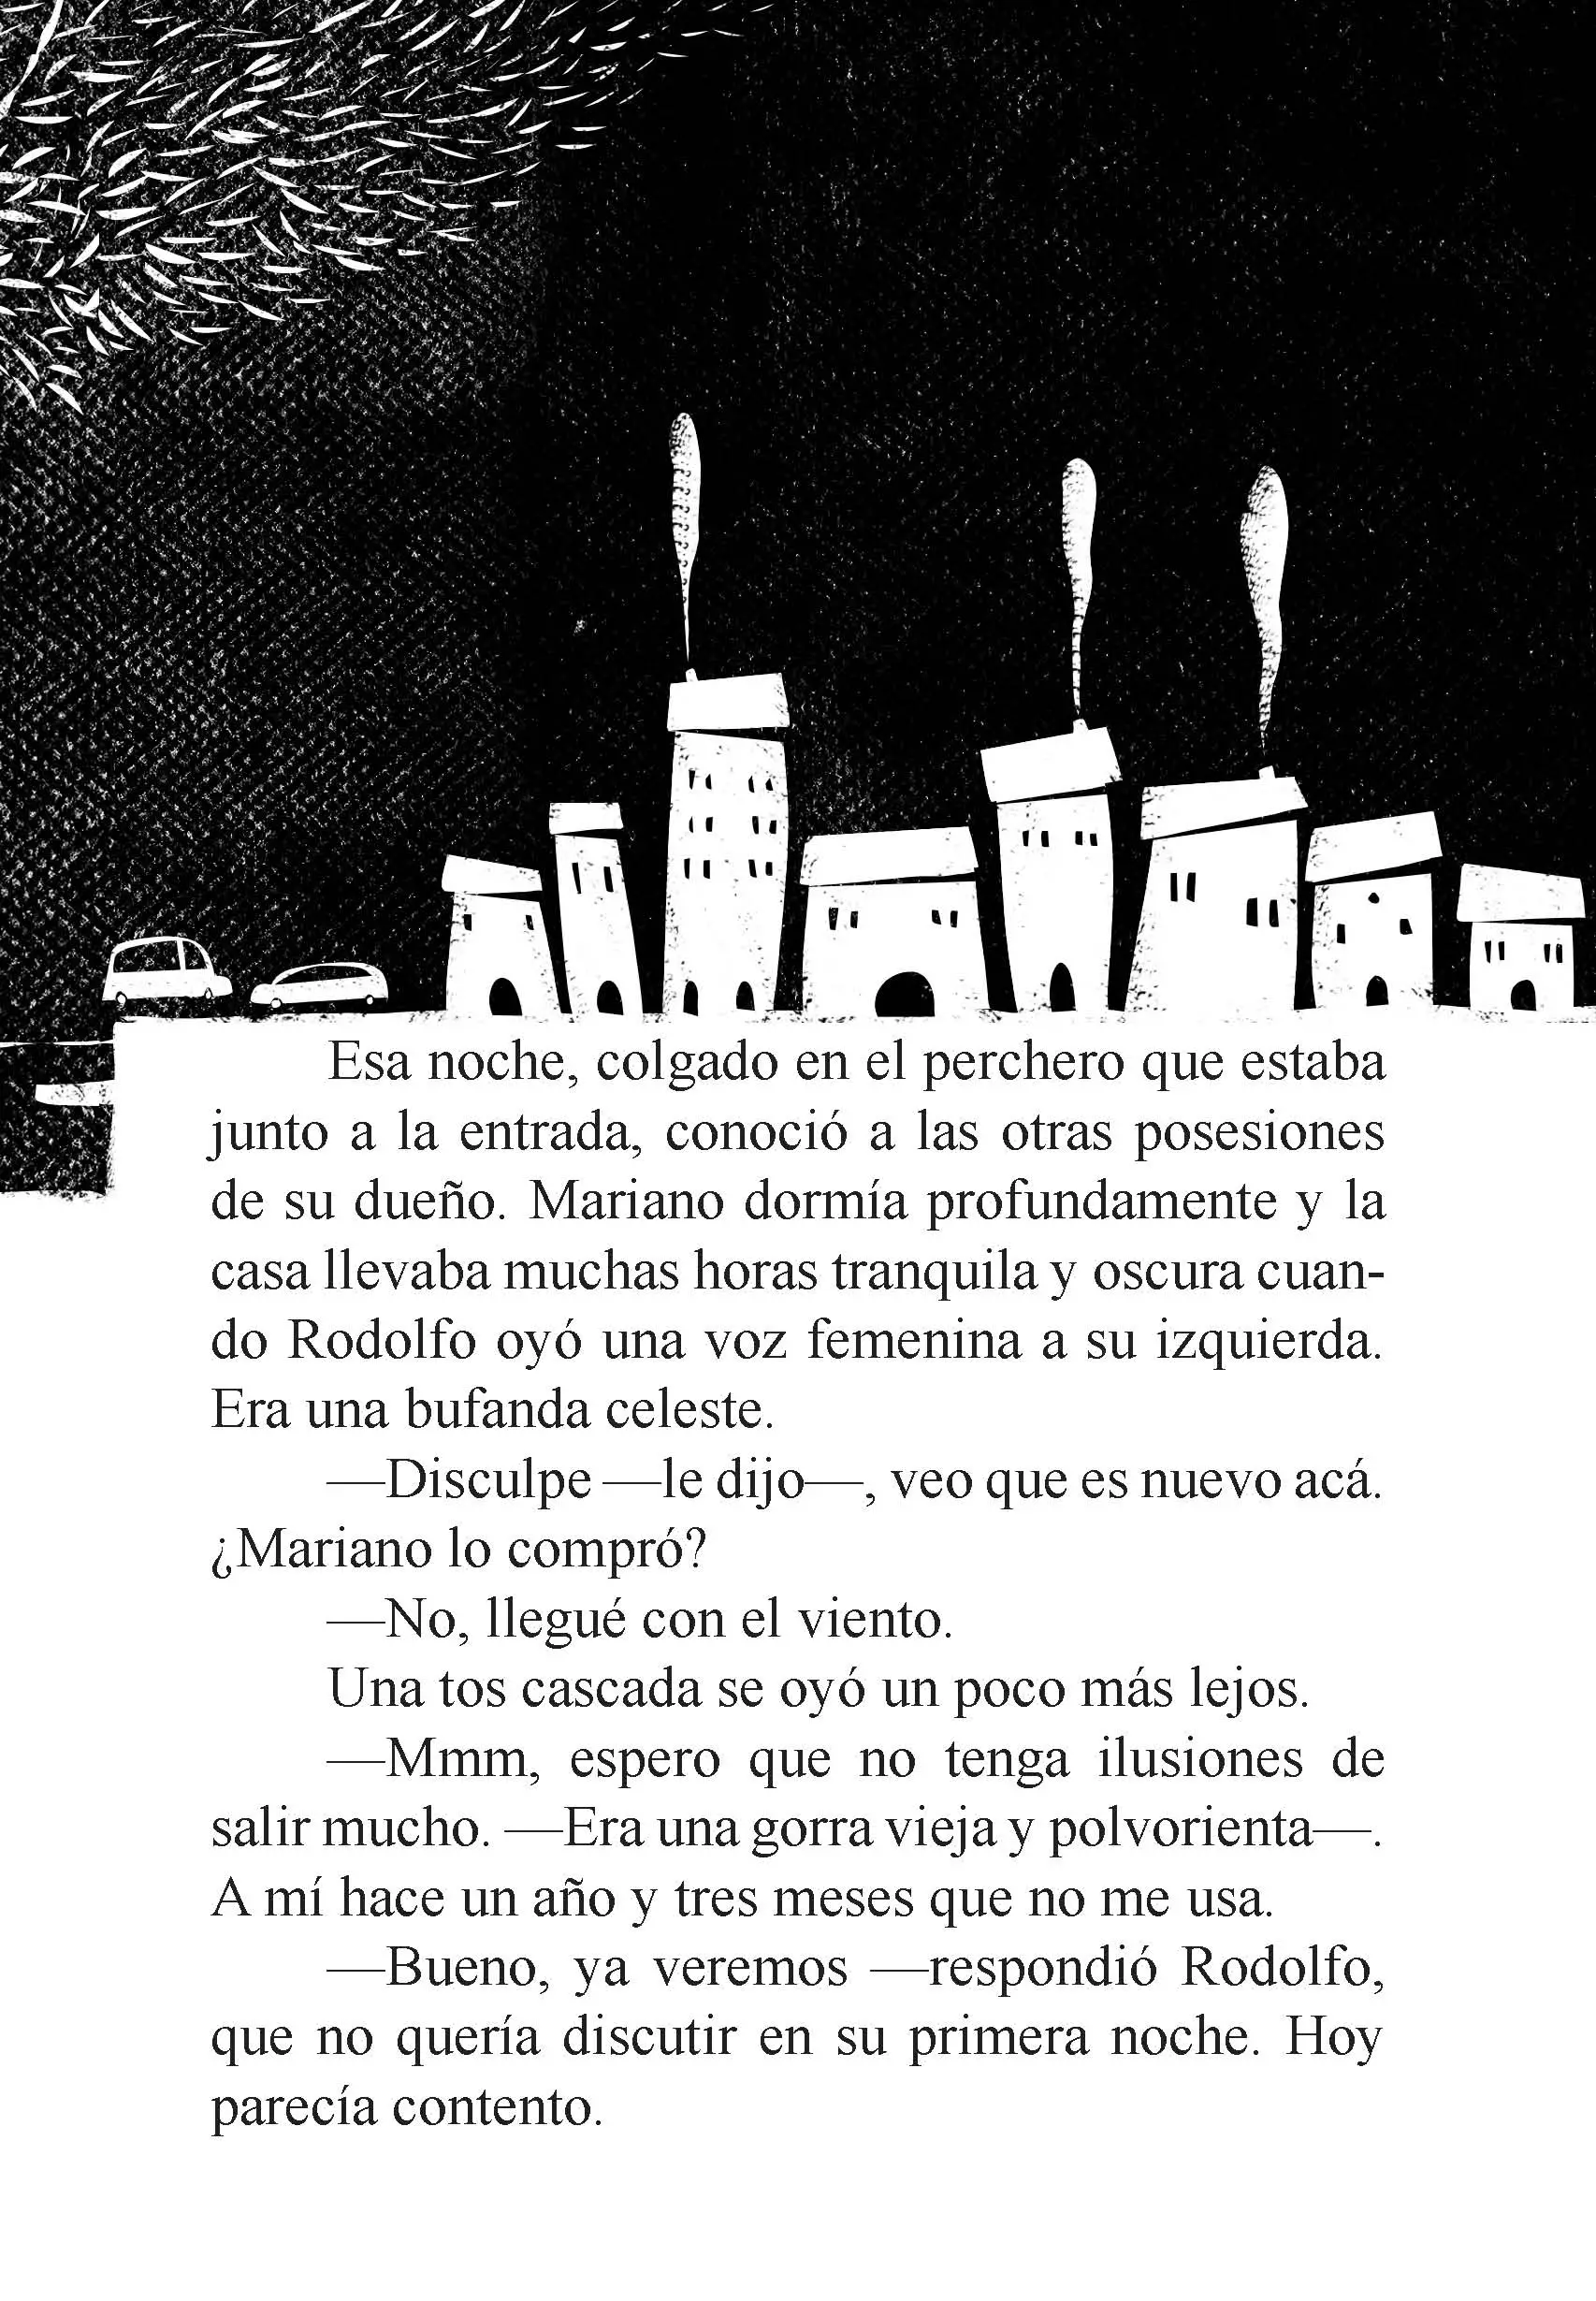 Esa noche, colgado en el perchero que estaba
junto a la entrada, conoció a las otras posesiones
de su dueño. Mariano dormía profundamente y la
casa llevaba muchas horas tranquila y oscura cuan-
do Rodolfo oyó una voz femenina a su izquierda.
Era una bufanda celeste.
—Disculpe —le dijo—, veo que es nuevo acá.
¿Mariano lo compró?
—No, llegué con el viento.
Una tos cascada se oyó un poco más lejos.
—Mmm, espero que no tenga ilusiones de
salir mucho. —Era una gorra vieja y polvorienta—.
A mí hace un año y tres meses que no me usa.
—Bueno, ya veremos —respondió Rodolfo,
que no quería discutir en su primera noche. Hoy
parecía contento.